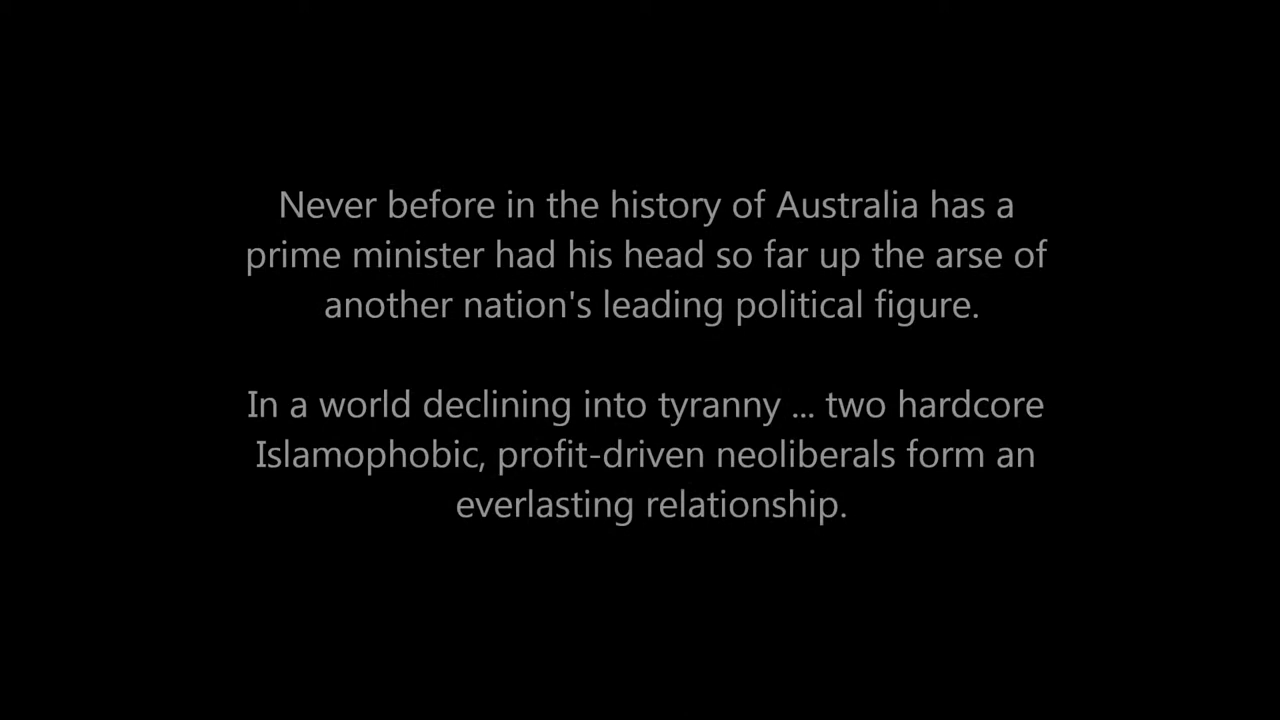 Never before in the history of Australia has a
prime minister had his head so far up the arse of
another nation's leading political figure.
In a world declining into tyranny ... two hardcore
Islamophobic, profit-driven neoliberals form an
everlasting relationship.